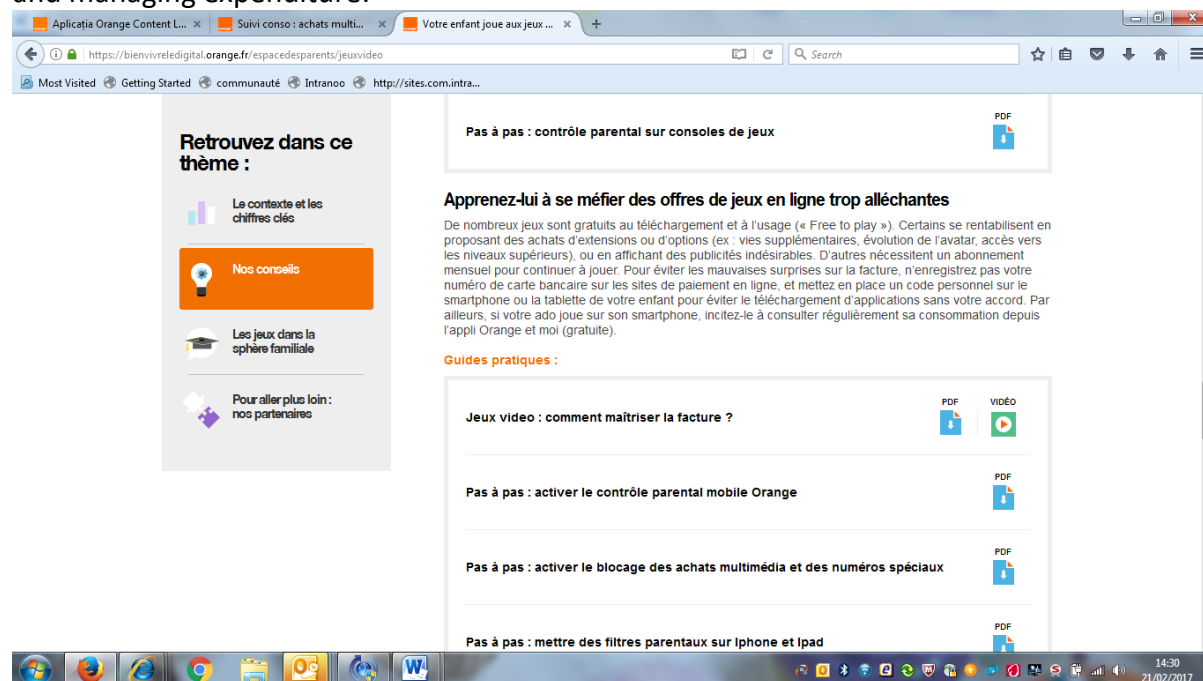 and managing expenditure.
Aplicația Orange Content L...
Suivi conso : achats multi...
Votre enfant joue aux jeux ...
https://bienvivreledigital.orange.fr/espacedesparents/jeuxvideo
Search
Most Visited
Getting Started
communauté
Intranoo
http://sites.com.intra...
Retrouvez dans ce
thème :
Le contexte et les
chiffres clés
Nos conseils
Les jeux dans la
sphère familiale
Pour aller plus loin :
nos partenaires
Pas à pas : contrôle parental sur consoles de jeux
PDF
Apprenez-lui à se méfier des offres de jeux en ligne trop alléchantes
De nombreux jeux sont gratuits au téléchargement et à l'usage (« Free to play »). Certains se rentabilisent en
proposant des achats d'extensions ou d'options (ex : vies supplémentaires, évolution de l'avatar, accès vers
les niveaux supérieurs), ou en affichant des publicités indésirables. D'autres nécessitent un abonnement
mensuel pour continuer à jouer. Pour éviter les mauvaises surprises sur la facture, n'enregistrez pas votre
numéro de carte bancaire sur les sites de paiement en ligne, et mettez en place un code personnel sur le
smartphone ou la tablette de votre enfant pour éviter le téléchargement d'applications sans votre accord. Par
ailleurs, si votre ado joue sur son smartphone, incitez-le à consulter régulièrement sa consommation depuis
l'appli Orange et moi (gratuite).
Guides pratiques :
Jeux video : comment maîtriser la facture ?
PDF
VIDÉO
Pas à pas : activer le contrôle parental mobile Orange
PDF
Pas à pas : activer le blocage des achats multimédia et des numéros spéciaux
PDF
Pas à pas : mettre des filtres parentaux sur Iphone et Ipad
PDF
14:30
21/02/2017